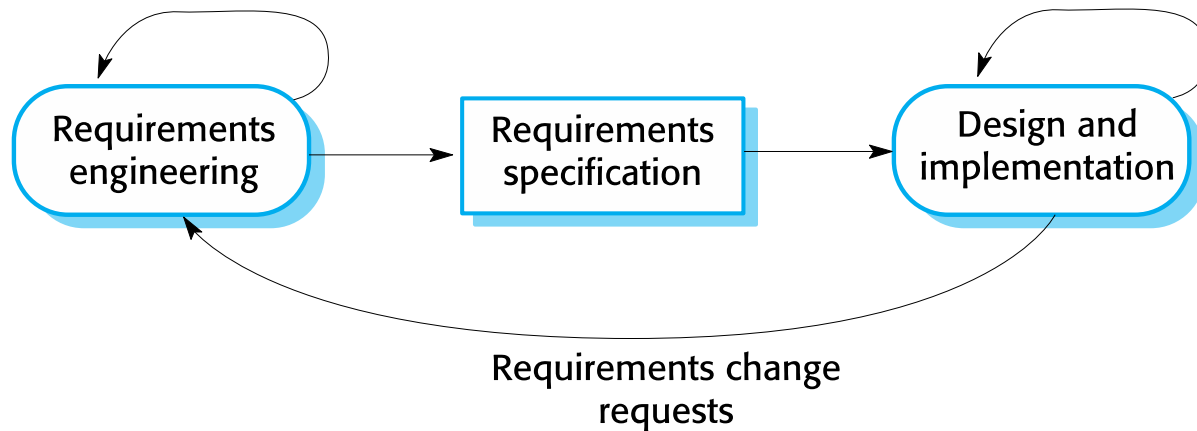 Requirements
engineering
Requirements
specification
Design and
implementation
Requirements change
requests